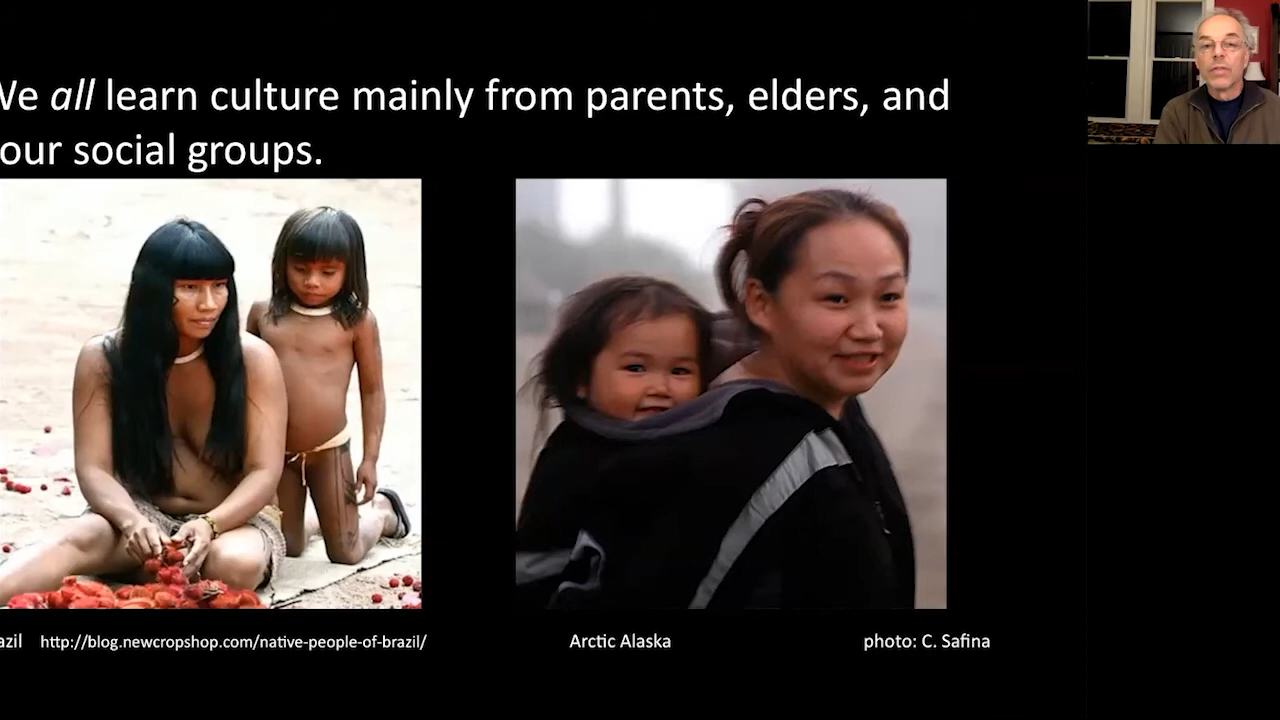 We all learn culture mainly from parents, elders, and
our social groups.
azil http://blog.newcropshop.com/native-people-of-brazil/ Arctic Alaska photo: C. Safina